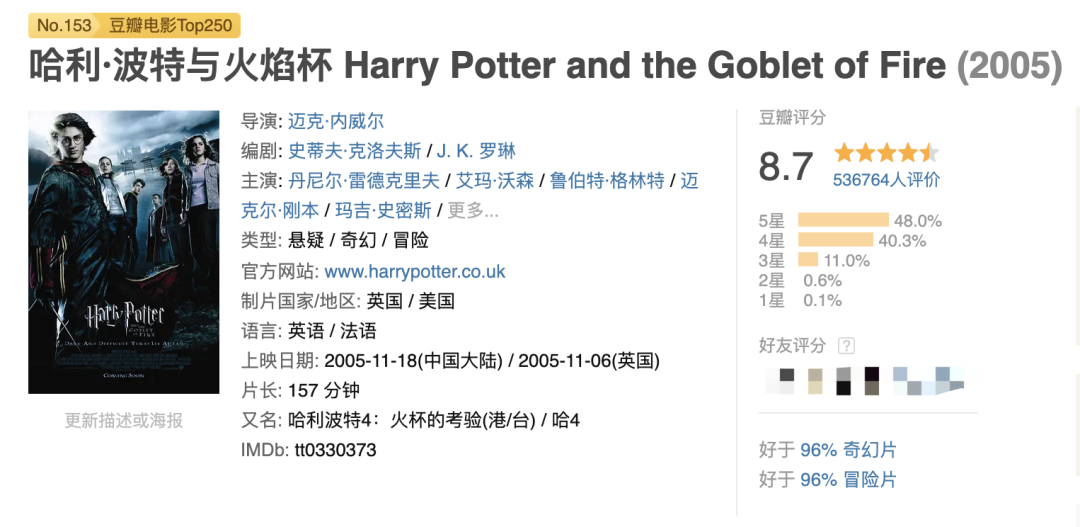 No.153 豆瓣电影Top250
哈利·波特与火焰杯 Harry Potter and the Goblet of Fire (2005)
导演: 迈克·内威尔
编剧: 史蒂夫·克洛夫斯 / J. K. 罗琳
主演: 丹尼尔·雷德克里夫 / 艾玛·沃森 / 鲁伯特·格林特 / 迈
克尔·刚本 / 玛吉·史密斯 / 更多...
类型: 悬疑 / 奇幻 / 冒险
官方网站: www.harrypotter.co.uk
制片国家/地区: 英国 / 美国
语言: 英语 / 法语
上映日期: 2005-11-18(中国大陆) / 2005-11-06(英国)
片长: 157 分钟
又名: 哈利波特4：火杯的考验(港/台) / 哈4
IMDb: tt0330373
Harry Potter
AND THE
GOBLET OF FIRE
DARK AND DIFFICULT TIMES LIE AHEAD
COMING SOON
更新描述或海报
豆瓣评分
8.7
536764人评价
5星 48.0%
4星 40.3%
3星 11.0%
2星 0.6%
1星 0.1%
好友评分 ?
好于 96% 奇幻片
好于 96% 冒险片